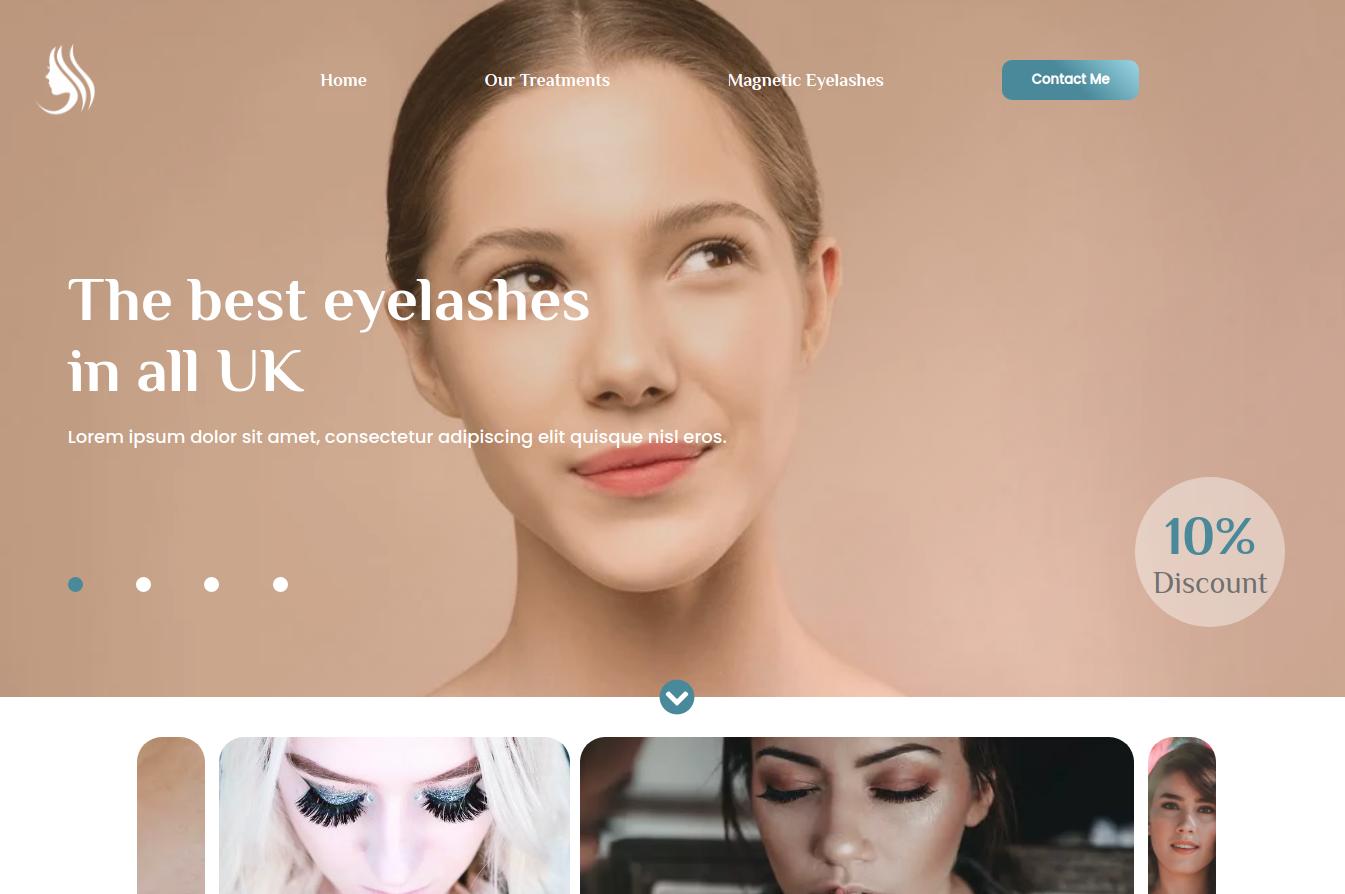 Home
Our Treatments
Magnetic Eyelashes
Contact Me
The best eyelashes
in all UK
Lorem ipsum dolor sit amet, consectetur adipiscing elit quisque nisl eros.
10%
Discount